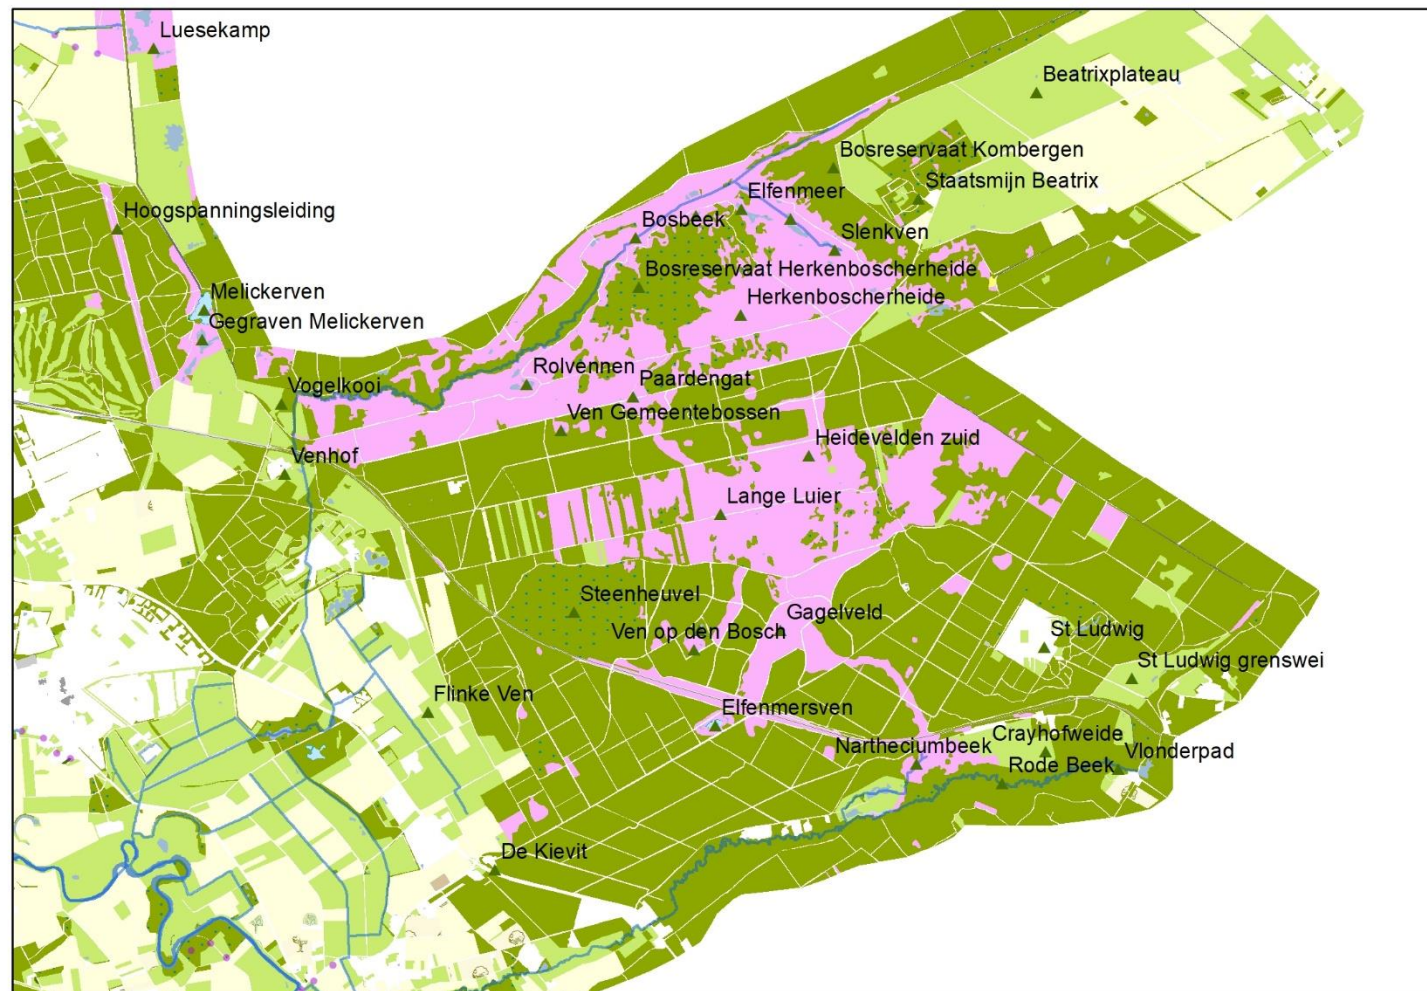 Luesekamp
Beatrixplateau
Bosreservaat Kombergen
Staatsmijn Beatrix
Elfenmeer
Hoogspanningsleiding
Bosbeek
Slenkven
Bosreservaat Herkenboscherheide
Melickerven
Herkenboscherheide
Gegraven Melickerven
Rolvennen
Paardengat
Vogelkooi
Ven Gemeentebossen
Heidevelden zuid
Venhof
Lange Luier
Steenheuvel
Gagelveld
Ven op den Bosch
St Ludwig
St Ludwig grenswei
Flinke Ven
Elfenmersven
Crayhofweide
Nartheciumbeek
Vlonderpad
Rode Beek
De Kievit